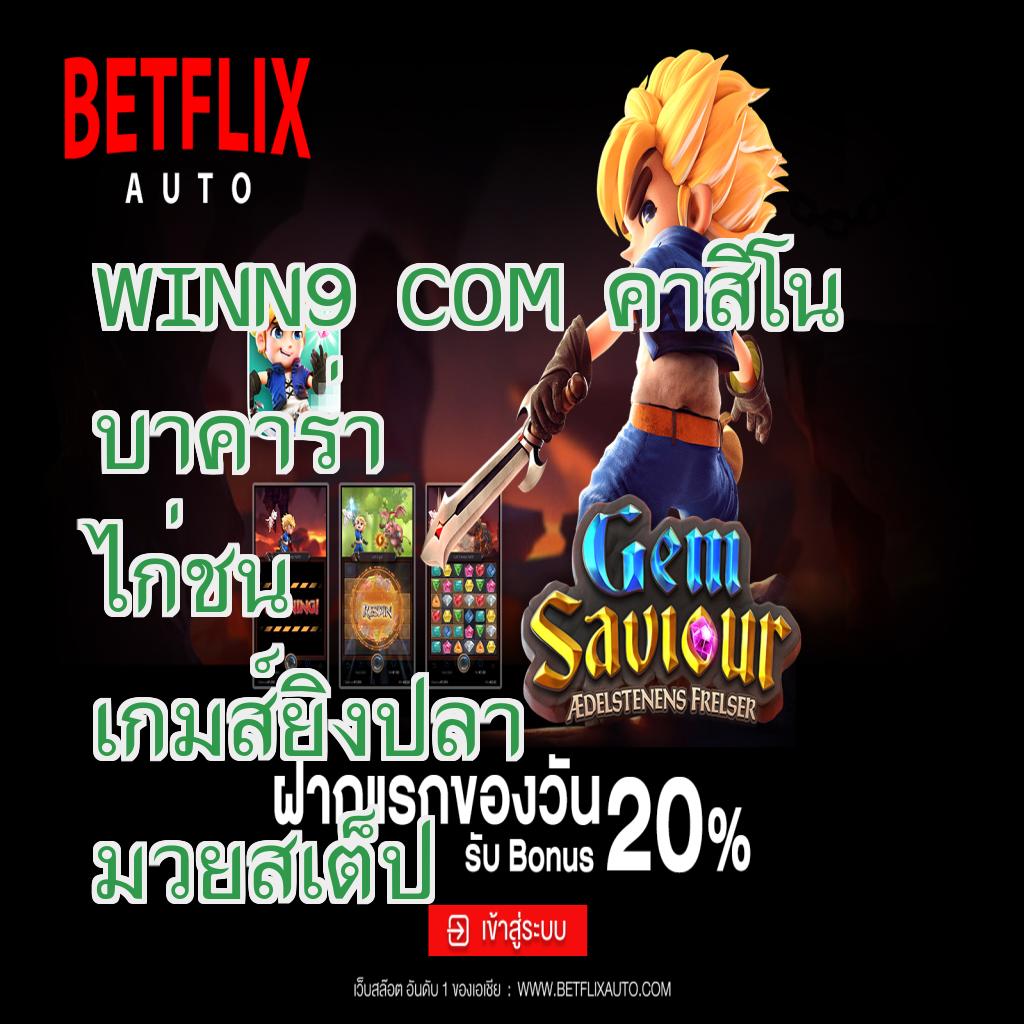 BETFLIX
AUTO
WINN9 COM คาสิโน
บาคาร่า
ไก่ชน
เกมส์ยิงปลา
มวยสเต็ป
Gem
Saviour
ÆDELSTENENS FRELSER
ฝากแรกของวัน 20%
รับ Bonus
เข้าสู่ระบบ
เว็บสล๊อต อันดับ 1 ของเอเชีย : WWW.BETFLIXAUTO.COM